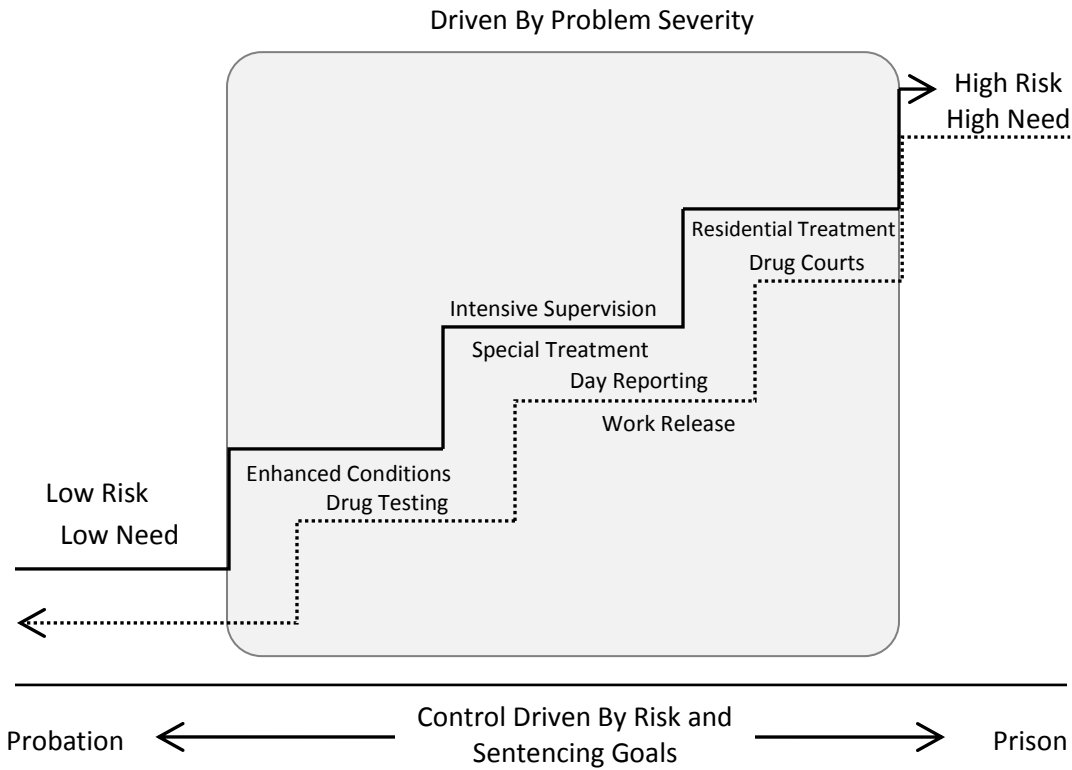 Driven By Problem Severity
High Risk
High Need
Residential Treatment
Drug Courts
Intensive Supervision
Special Treatment
Day Reporting
Work Release
Enhanced Conditions
Drug Testing
Low Risk
Low Need
Probation
Control Driven By Risk and
Sentencing Goals
Prison